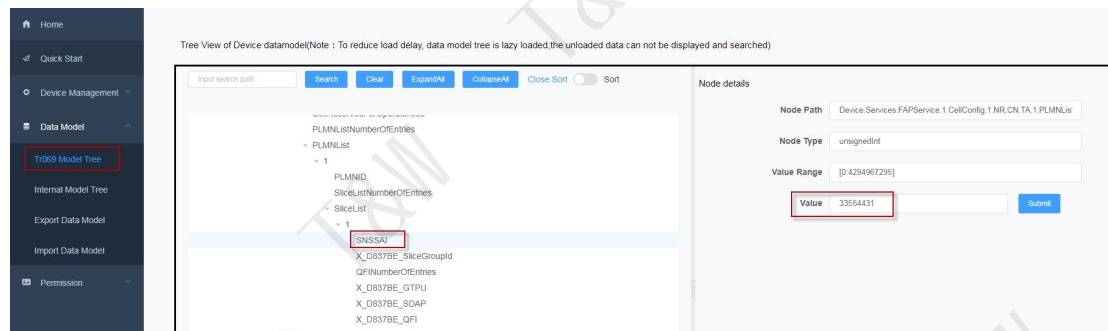 Home
Quick Start
Device Management
Data Model
Tr069 Model Tree
Internal Model Tree
Export Data Model
Import Data Model
Permission
Tree View of Device datamodel(Note : To reduce load delay, data model tree is lazy loaded,the unloaded data can not be displayed and searched)
Input search path Search Clear ExpandAll CollapseAll Close Sort Sort
PLMNListNumberOfEntries
PLMNList
1
PLMNID
SliceListNumberOfEntries
SliceList
1
SNSSAI
X_D837BE_SliceGroupId
QFINumberOfEntries
X_D837BE_GTPU
X_D837BE_SDAP
X_D837BE_QFI
Node details
Node Path Device.Services.FAPService.1.CellConfig.1.NR.CN.TA.1.PLMNLis
Node Type unsignedInt
Value Range [0:4294967295]
Value 33554431 Submit
T&W
T&W